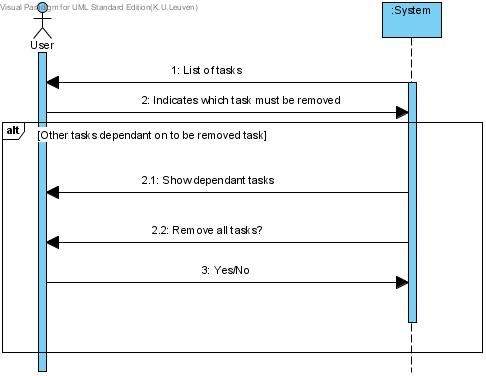 Visual Paradigm for UML Standard Edition(K.U.Leuven)
:System
User
1: List of tasks
2: Indicates which task must be removed
alt
[Other tasks dependant on to be removed task]
2.1: Show dependant tasks
2.2: Remove all tasks?
3: Yes/No